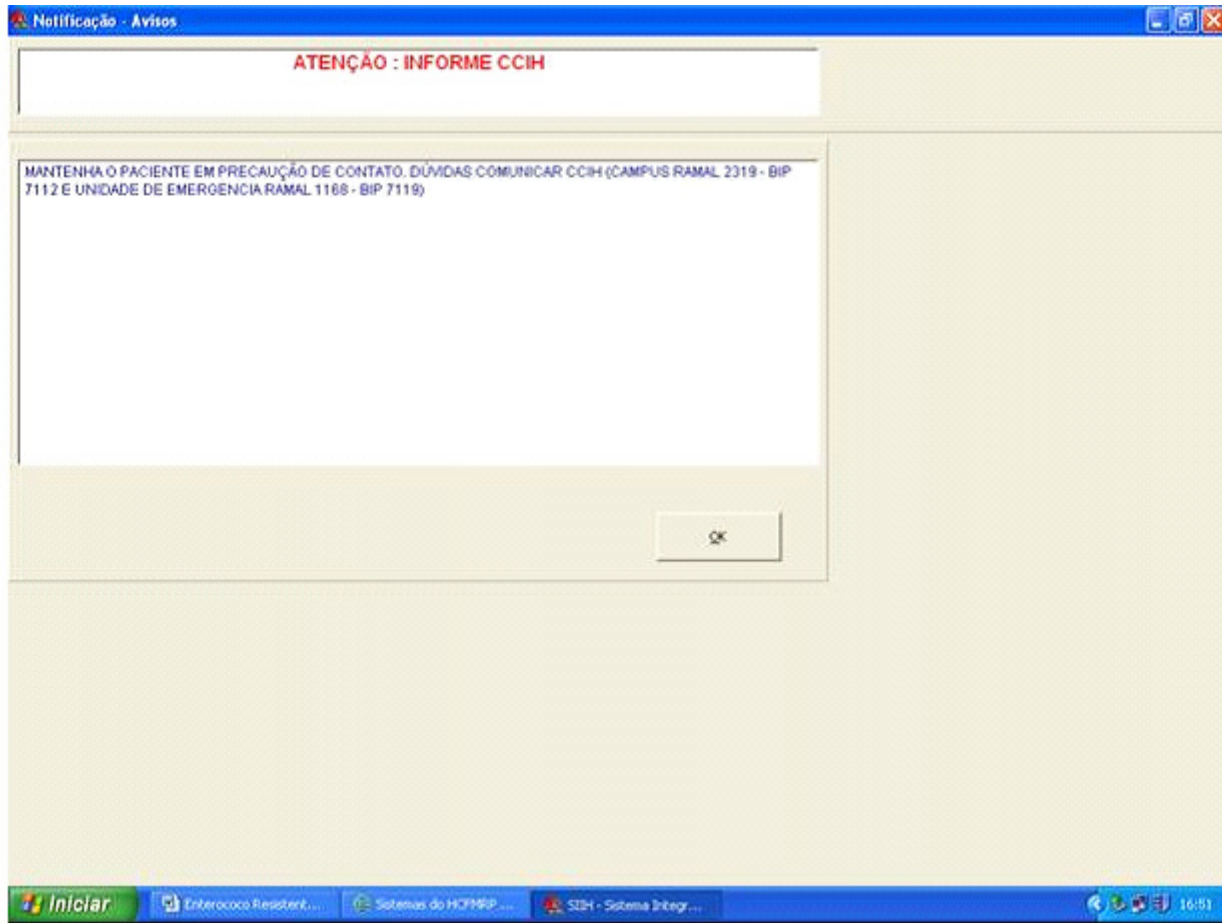 Notificação - Avisos
ATENÇÃO : INFORME CCIH
MANTENHA O PACIENTE EM PRECAUÇÃO DE CONTATO. DÚVIDAS COMUNICAR CCIH (CAMPUS RAMAL 2319 - BIP
7112 E UNIDADE DE EMERGENCIA RAMAL 1168 - BIP 7119)
OK
Iniciar
Enterococo Resistent...
Sistemas do HCFMRP ...
SIIH - Sistema Integr...
16:51